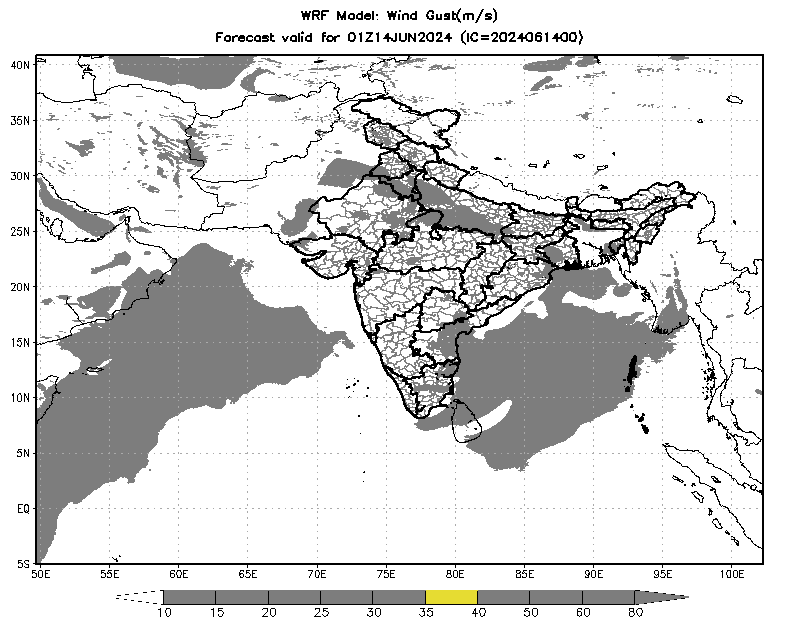 WRF Model: Wind Gust(m/s)
Forecast valid for 01Z14JUN2024 (IC=2024061400)
40N
35N
30N
25N
20N
15N
10N
5N
EQ
5S
50E 55E 60E 65E 70E 75E 80E 85E 90E 95E 100E
10 15 20 25 30 35 40 50 60 80